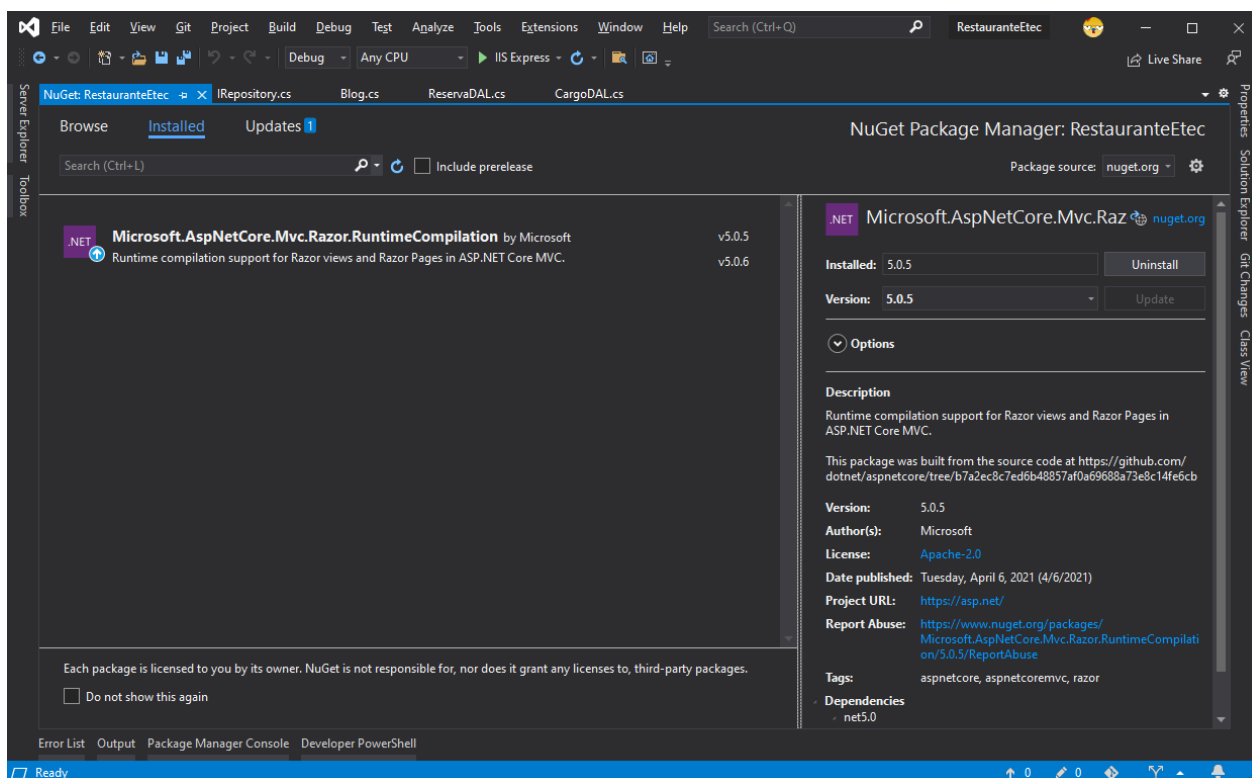 File Edit View Git Project Build Debug Test Analyze Tools Extensions Window Help Search (Ctrl+Q) RestauranteEtec
Debug Any CPU IIS Express Live Share
Server Explorer
Toolbox
NuGet: RestauranteEtec IRepository.cs Blog.cs ReservaDAL.cs CargoDAL.cs
Browse Installed Updates 1
NuGet Package Manager: RestauranteEtec
Search (Ctrl+L) Include prerelease
Package source: nuget.org
.NET Microsoft.AspNetCore.Mvc.Razor.RuntimeCompilation by Microsoft v5.0.5
Runtime compilation support for Razor views and Razor Pages in ASP.NET Core MVC. v5.0.6
Each package is licensed to you by its owner. NuGet is not responsible for, nor does it grant any licenses to, third-party packages.
Do not show this again
.NET Microsoft.AspNetCore.Mvc.Raz nuget.org
Installed: 5.0.5 Uninstall
Version: 5.0.5 Update
Options
Description
Runtime compilation support for Razor views and Razor Pages in
ASP.NET Core MVC.
This package was built from the source code at https://github.com/
dotnet/aspnetcore/tree/b7a2ec8c7ed6b48857af0a69688a73e8c14fe6cb
Version: 5.0.5
Author(s): Microsoft
License: Apache-2.0
Date published: Tuesday, April 6, 2021 (4/6/2021)
Project URL: https://asp.net/
Report Abuse: https://www.nuget.org/packages/
Microsoft.AspNetCore.Mvc.Razor.RuntimeCompilati
on/5.0.5/ReportAbuse
Tags: aspnetcore, aspnetcoremvc, razor
Dependencies
net5.0
Properties
Solution Explorer
Git Changes
Class View
Error List Output Package Manager Console Developer PowerShell
Ready 0 0